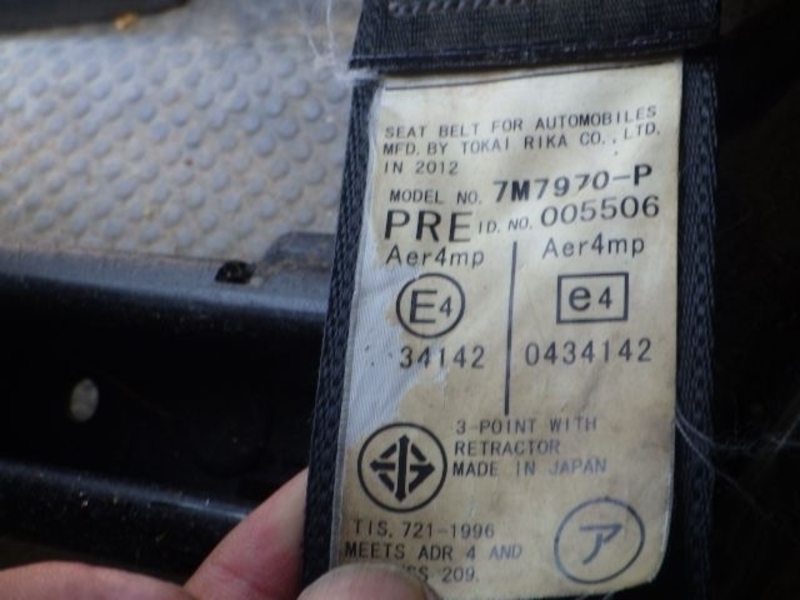 SEAT BELT FOR AUTOMOBILES
MFD. BY TOKAI RIKA CO., LTD.
IN 2012
MODEL NO. 7M7970-P
PRE ID. NO. 005506
Aer4mp Aer4mp
E4 e4
34142 0434142
3-POINT WITH
RETRACTOR
MADE IN JAPAN
TIS. 721-1996
ア
MEETS ADR 4 AND
209.